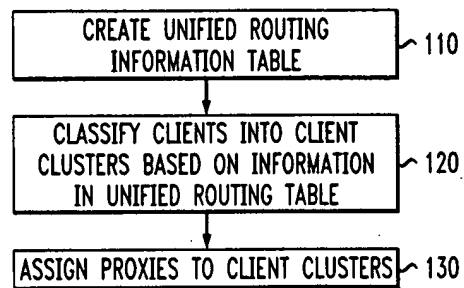 CREATE UNIFIED ROUTING
INFORMATION TABLE
110
CLASSIFY CLIENTS INTO CLIENT
CLUSTERS BASED ON INFORMATION
IN UNIFIED ROUTING TABLE
120
ASSIGN PROXIES TO CLIENT CLUSTERS
130